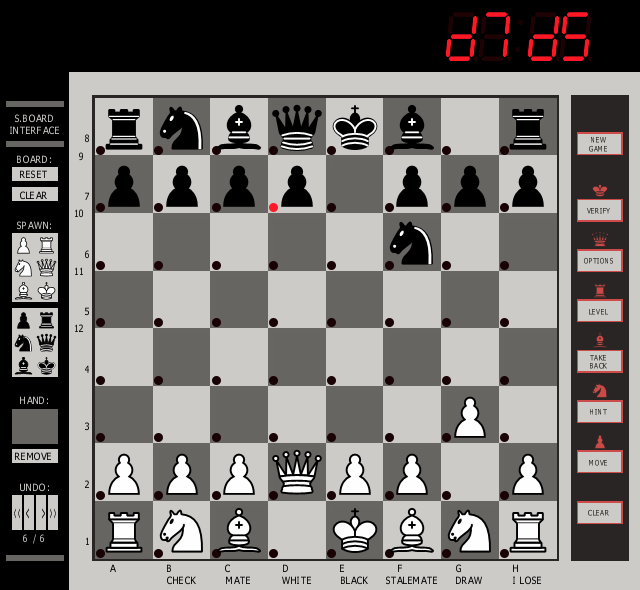 d7 d5
S.BOARD
INTERFACE
BOARD:
RESET
CLEAR
SPAWN:
HAND:
REMOVE
UNDO:
6 / 6
8
9
7
10
6
11
5
12
4
3
2
1
A B C D E F G H
CHECK MATE WHITE BLACK STALEMATE DRAW I LOSE
NEW
GAME
VERIFY
OPTIONS
LEVEL
TAKE
BACK
HINT
MOVE
CLEAR